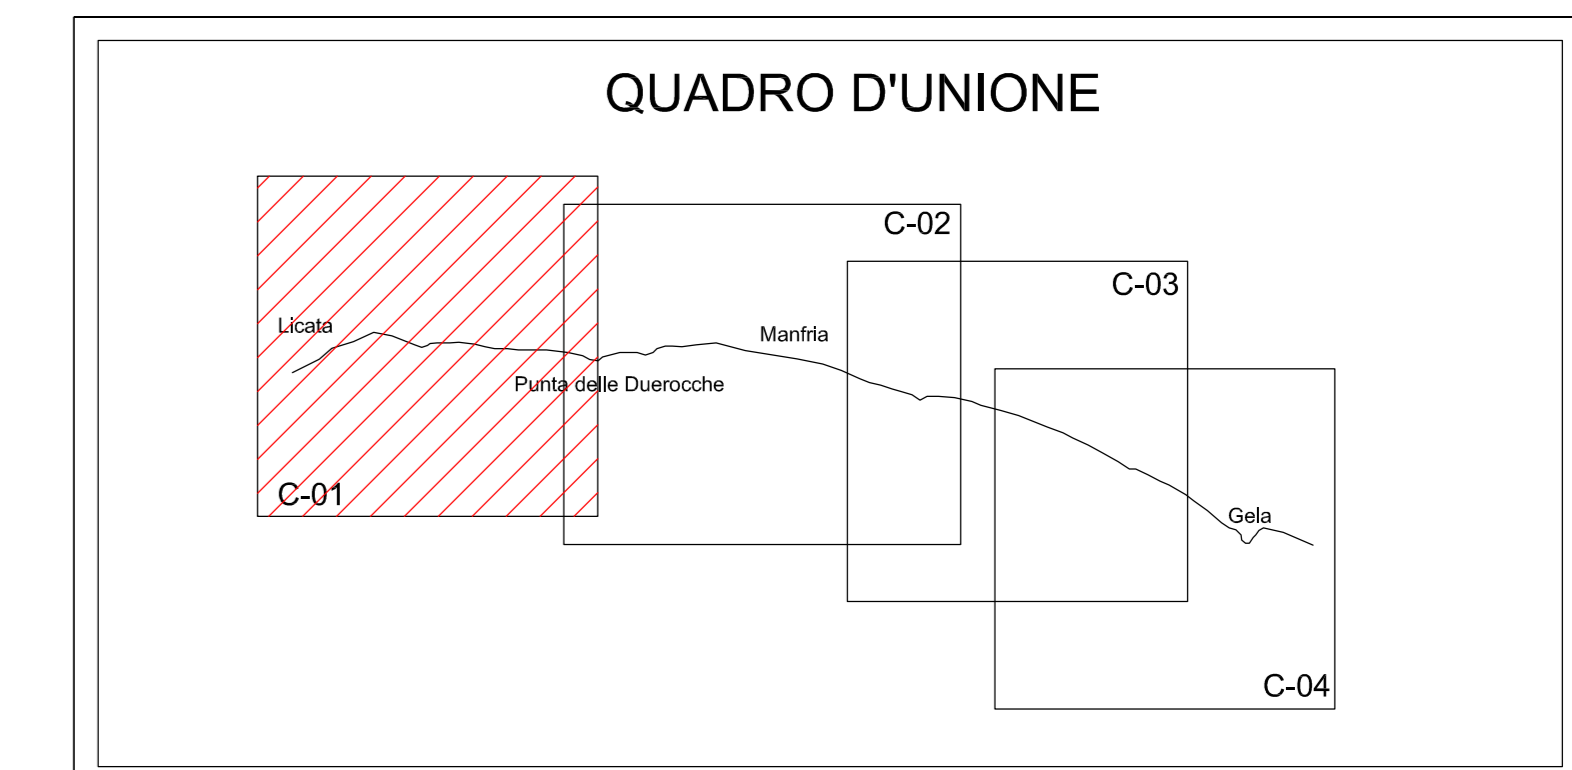 QUADRO D'UNIONE
C-02
C-03
Licata
Manfria
Punta delle Duerocche
C-01
Gela
C-04